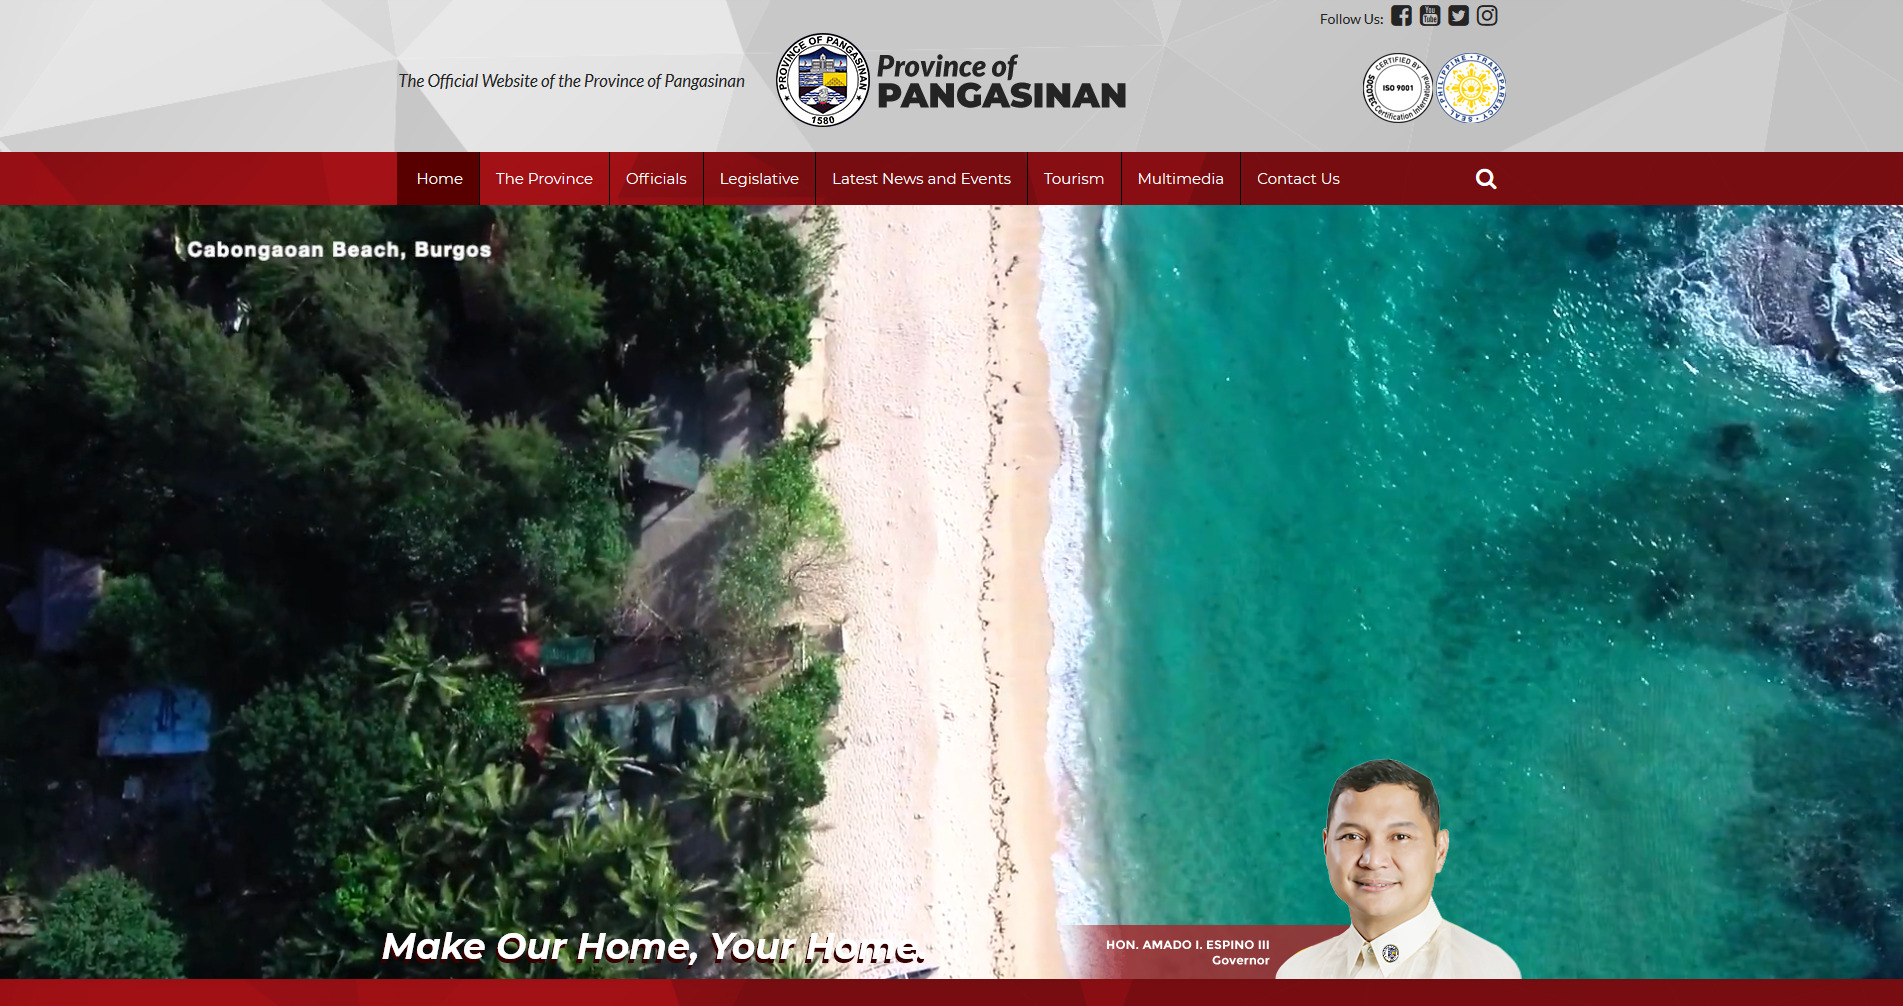 Follow Us:
You
Tube
The Official Website of the Province of Pangasinan
PROVINCE OF PANGASINAN
1580
Province of
PANGASINAN
CERTIFIED BY
ISO 9001
SOCOTEC Certification International
PHILIPPINE • TRANSPARENCY • SEAL
Home
The Province
Officials
Legislative
Latest News and Events
Tourism
Multimedia
Contact Us
Cabongaoan Beach, Burgos
Make Our Home, Your Home.
HON. AMADO I. ESPINO III
Governor